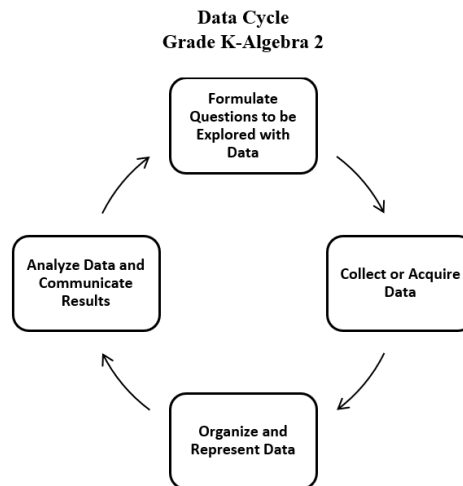 Data Cycle
Grade K-Algebra 2
Formulate
Questions to be
Explored with
Data
Collect or Acquire
Data
Organize and
Represent Data
Analyze Data and
Communicate
Results